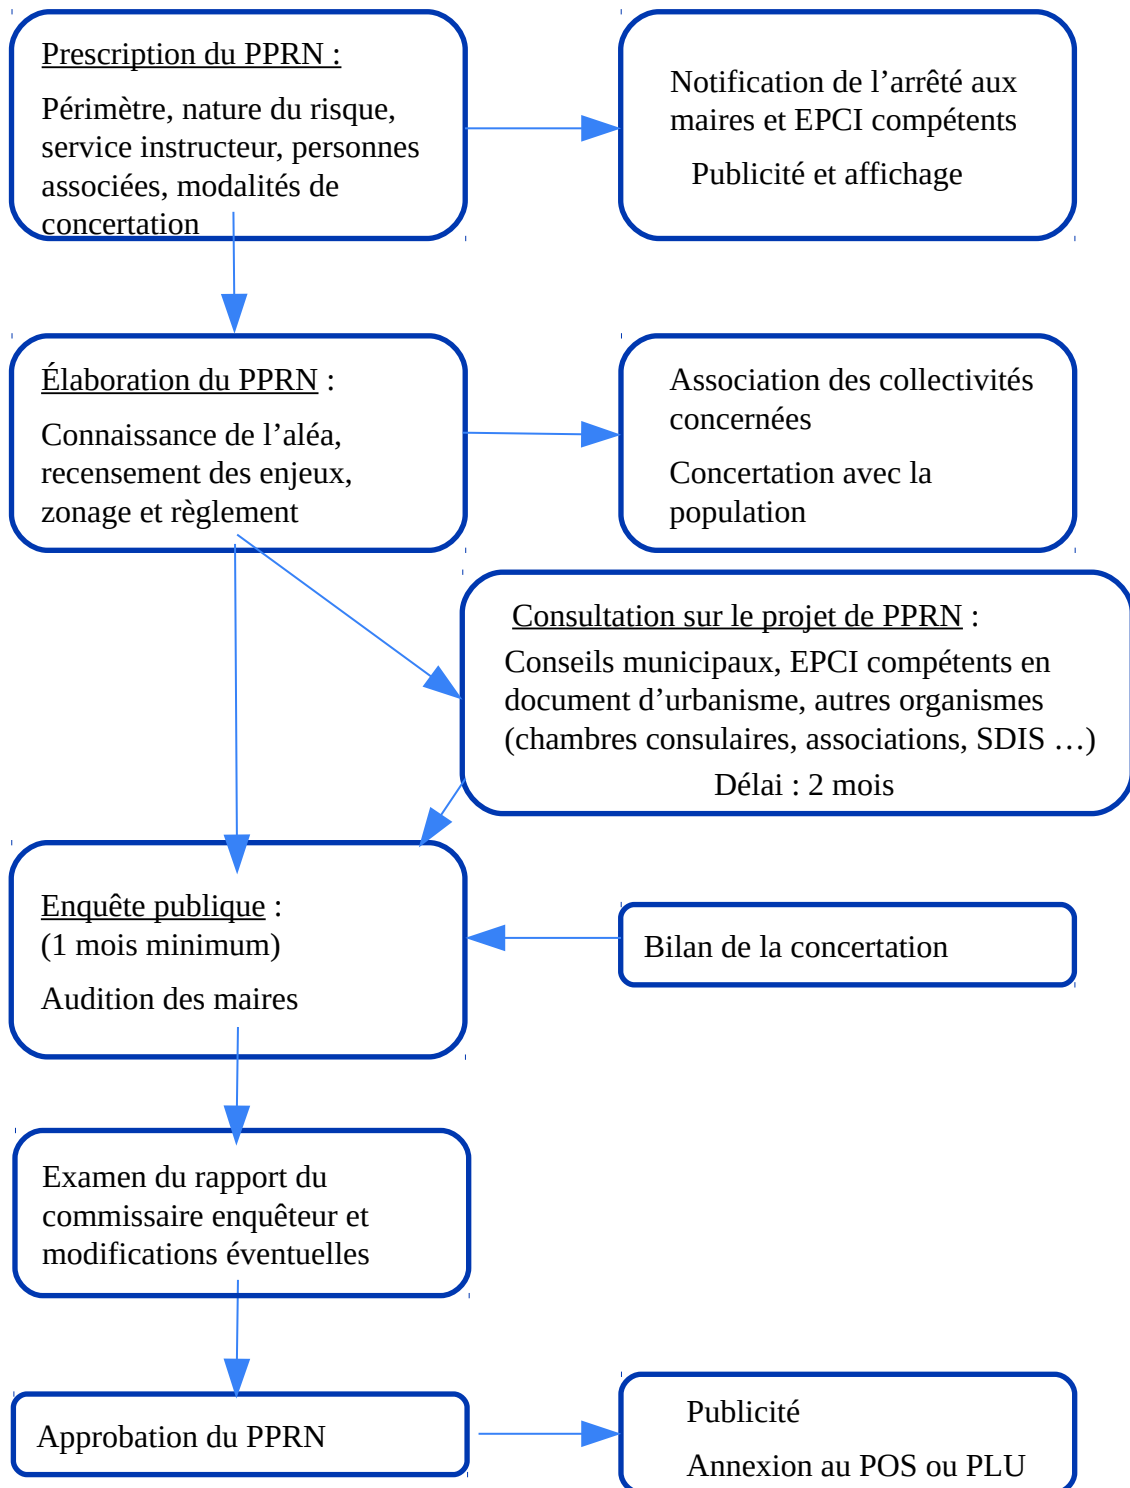 Prescription du PPRN :
Périmètre, nature du risque,
service instructeur, personnes
associées, modalités de
concertation
Notification de l’arrêté aux
maires et EPCI compétents
Publicité et affichage
Élaboration du PPRN :
Connaissance de l’aléa,
recensement des enjeux,
zonage et règlement
Association des collectivités
concernées
Concertation avec la
population
Consultation sur le projet de PPRN :
Conseils municipaux, EPCI compétents en
document d’urbanisme, autres organismes
(chambres consulaires, associations, SDIS …)
Délai : 2 mois
Enquête publique :
(1 mois minimum)
Audition des maires
Bilan de la concertation
Examen du rapport du
commissaire enquêteur et
modifications éventuelles
Approbation du PPRN
Publicité
Annexion au POS ou PLU